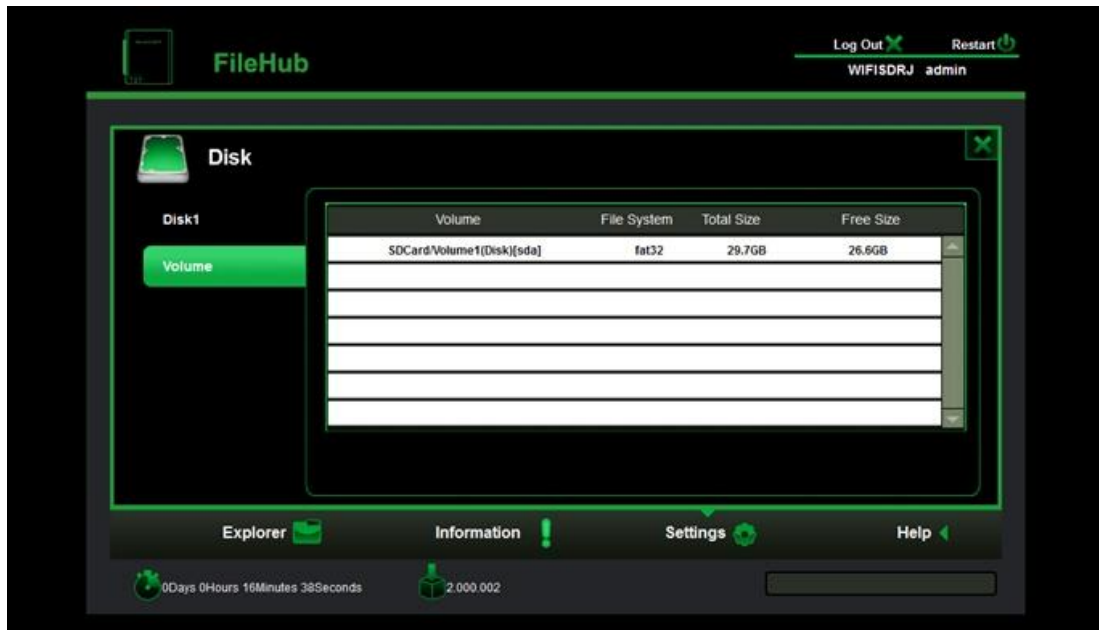 FileHub
Log Out Restart
WIFISDRJ admin
Disk
Disk1
Volume
Volume File System Total Size Free Size
SDCard/Volume1(Disk)[sda] fat32 29.7GB 26.6GB
Explorer Information Settings Help
0Days 0Hours 16Minutes 38Seconds 2.000.002